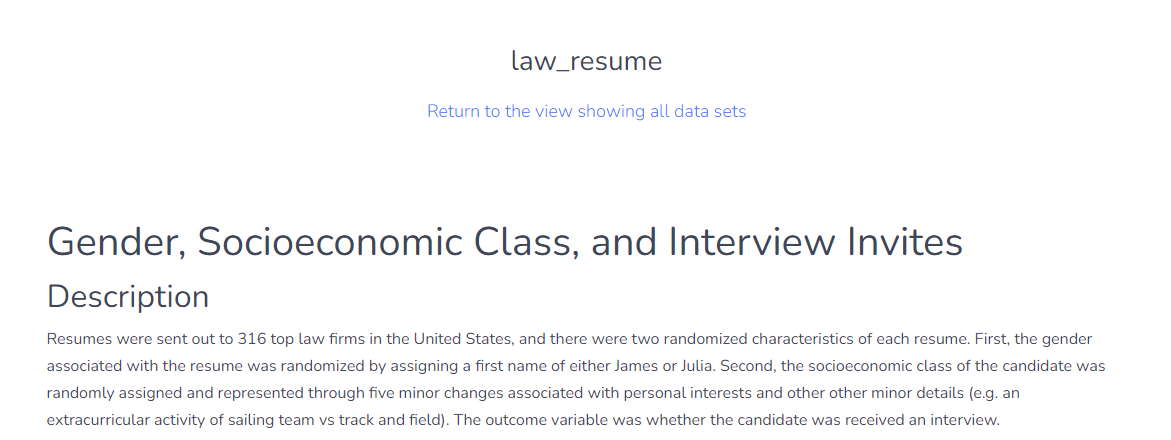 law_resume
Return to the view showing all data sets
Gender, Socioeconomic Class, and Interview Invites
Description
Resumes were sent out to 316 top law firms in the United States, and there were two randomized characteristics of each resume. First, the gender
associated with the resume was randomized by assigning a first name of either James or Julia. Second, the socioeconomic class of the candidate was
randomly assigned and represented through five minor changes associated with personal interests and other other minor details (e.g. an
extracurricular activity of sailing team vs track and field). The outcome variable was whether the candidate was received an interview.